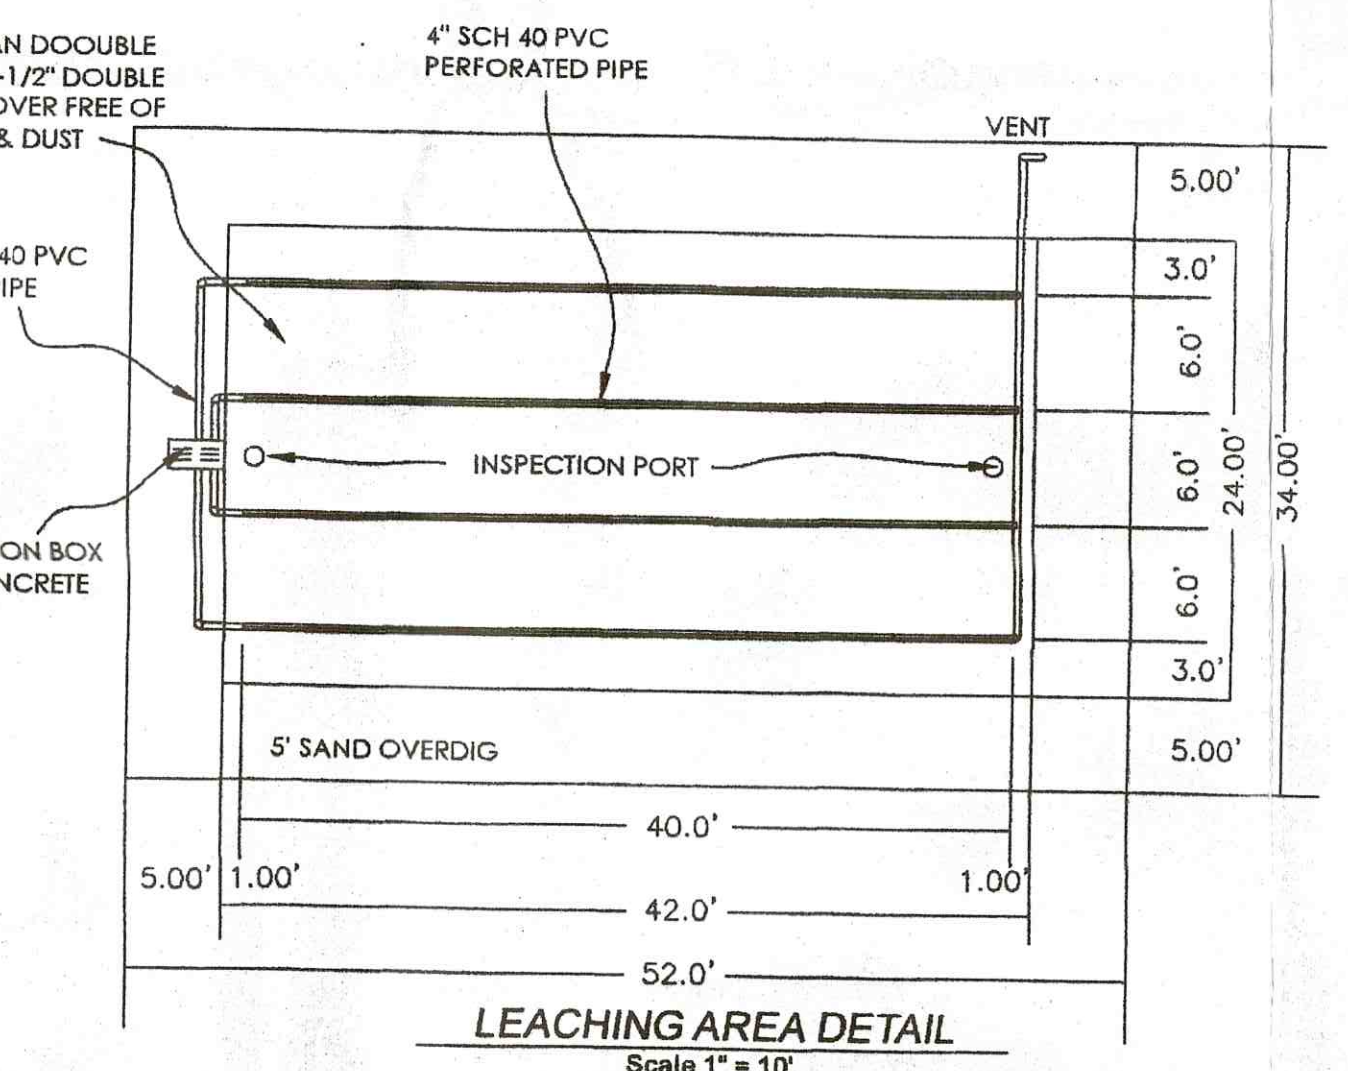 DOOUBLE
-1/2" DOUBLE
OVER FREE OF
& DUST
4" SCH 40 PVC
PERFORATED PIPE
VENT
5.00'
40 PVC
IPE
3.0'
6.0'
INSPECTION PORT
6.0'
24.00'
34.00'
ON BOX
NCRETE
6.0'
3.0'
5' SAND OVERDIG
5.00'
40.0'
5.00' 1.00'
1.00'
42.0'
52.0'
LEACHING AREA DETAIL
Scale 1" = 10'